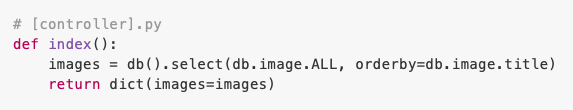 # [controller].py
def index():
    images = db().select(db.image.ALL, orderby=db.image.title)
    return dict(images=images)